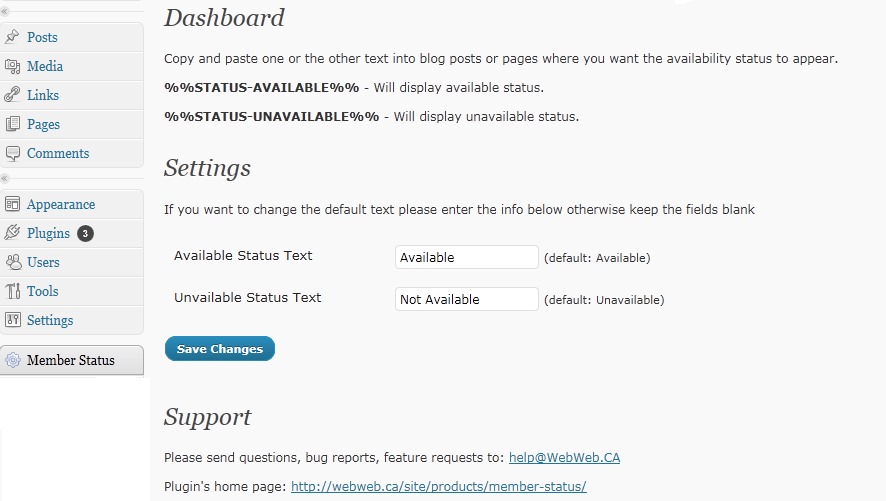 Posts
Media
Links
Pages
Comments
Appearance
Plugins 3
Users
Tools
Settings
Member Status
Dashboard
Copy and paste one or the other text into blog posts or pages where you want the availability status to appear.
%%STATUS-AVAILABLE%% - Will display available status.
%%STATUS-UNAVAILABLE%% - Will display unavailable status.
Settings
If you want to change the default text please enter the info below otherwise keep the fields blank
Available Status Text Available (default: Available)
Unvailable Status Text Not Available (default: Unavailable)
Save Changes
Support
Please send questions, bug reports, feature requests to: help@WebWeb.CA
Plugin's home page: http://webweb.ca/site/products/member-status/